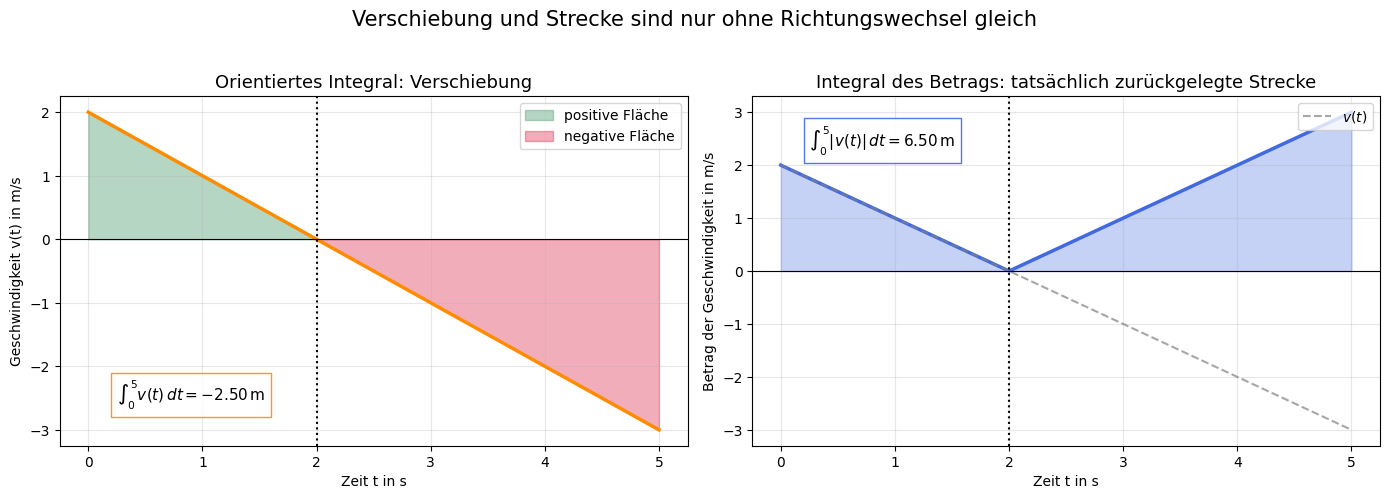 Verschiebung und Strecke sind nur ohne Richtungswechsel gleich
Orientiertes Integral: Verschiebung
positive Fläche
negative Fläche
2
1
0
−1
−2
−3
Geschwindigkeit v(t) in m/s
∫₀⁵ v(t) dt = −2.50 m
0 1 2 3 4 5
Zeit t in s
Integral des Betrags: tatsächlich zurückgelegte Strecke
∫₀⁵ |v(t)| dt = 6.50 m
v(t)
3
2
1
0
−1
−2
−3
Betrag der Geschwindigkeit in m/s
0 1 2 3 4 5
Zeit t in s